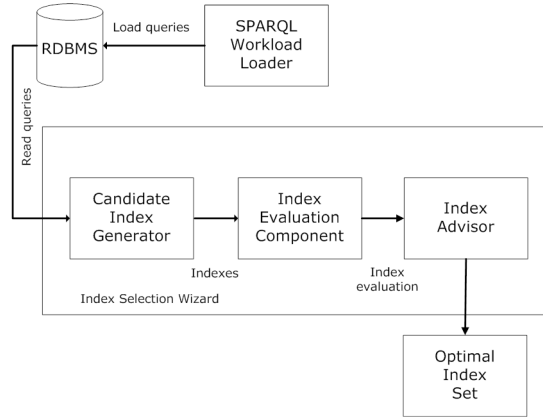 RDBMS
Load queries
SPARQL
Workload
Loader
Read queries
Candidate
Index
Generator
Indexes
Index
Evaluation
Component
Index
evaluation
Index
Advisor
Index Selection Wizard
Optimal
Index
Set